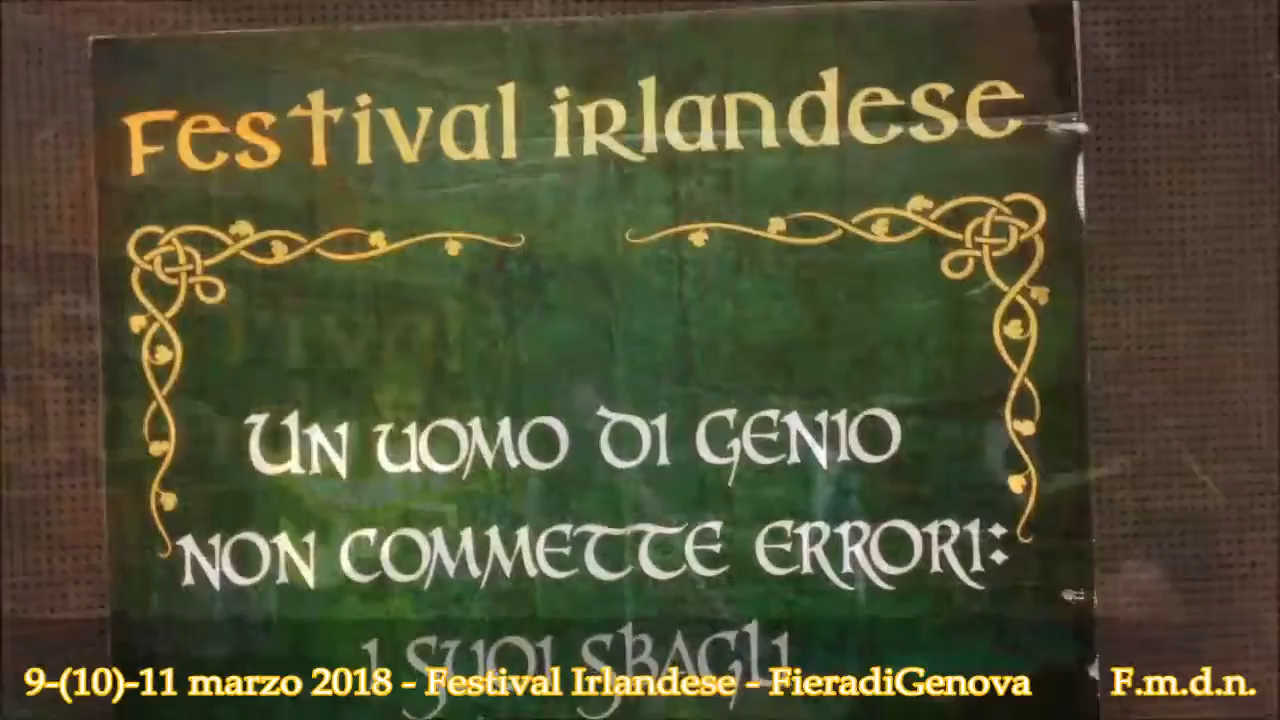 Festival irlandese
Un uomo di genio
non commette errori:
i suoi sbagli
9-(10)-11 marzo 2018 - Festival Irlandese - FieradiGenova F.m.d.n.